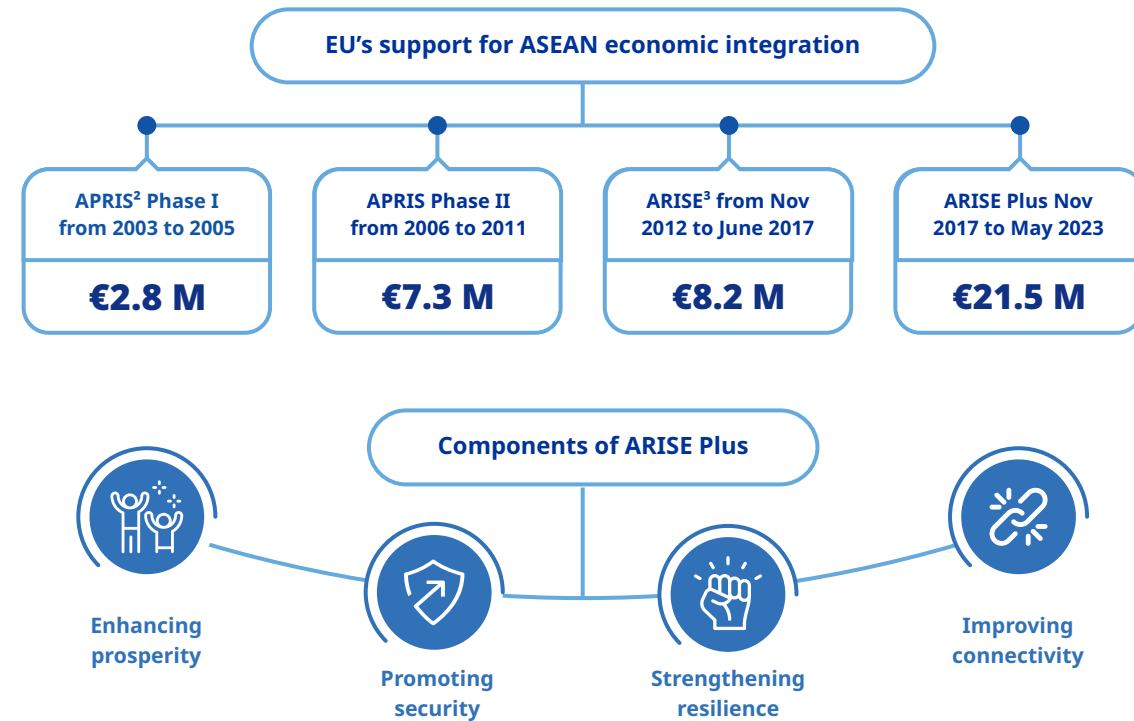 EU’s support for ASEAN economic integration
APRIS² Phase I
from 2003 to 2005
€2.8 M
APRIS Phase II
from 2006 to 2011
€7.3 M
ARISE³ from Nov
2012 to June 2017
€8.2 M
ARISE Plus Nov
2017 to May 2023
€21.5 M
Components of ARISE Plus
Enhancing
prosperity
Promoting
security
Strengthening
resilience
Improving
connectivity